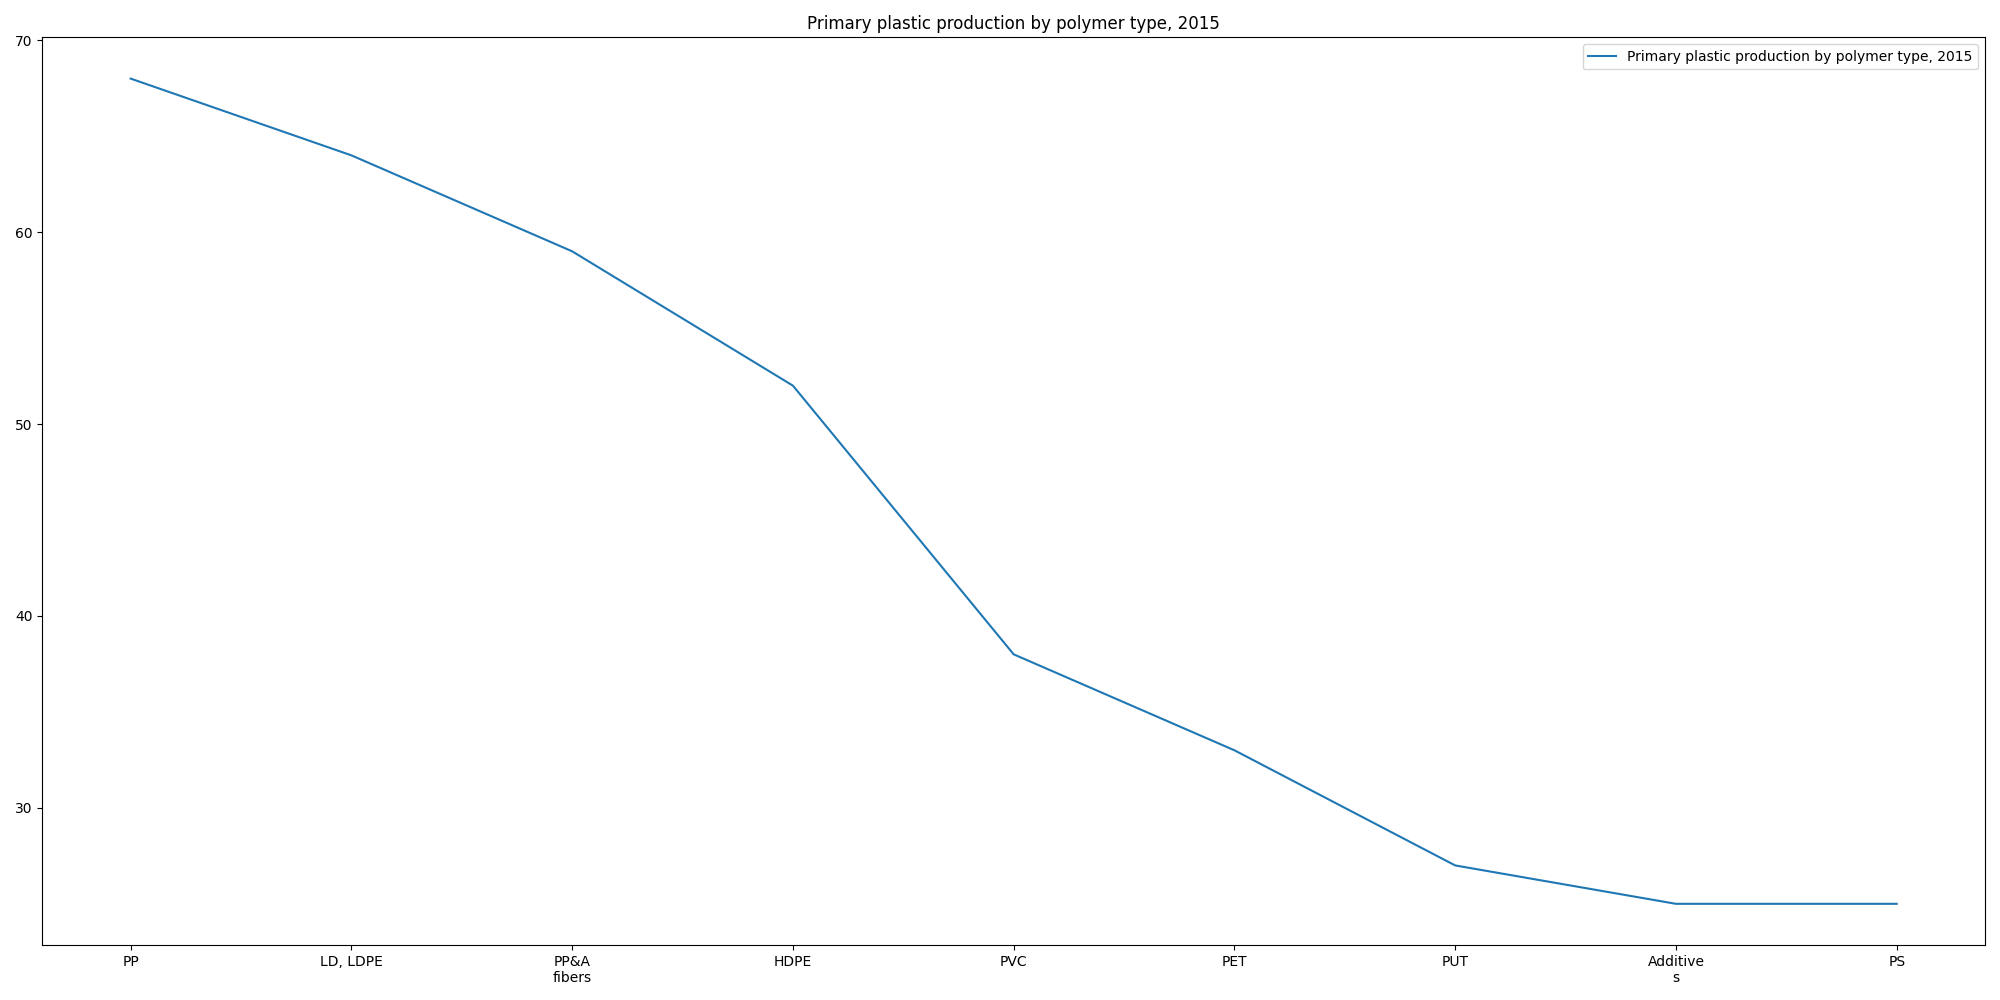 Primary plastic production by polymer type, 2015
Primary plastic production by polymer type, 2015
70
60
50
40
30
PP
LD, LDPE
PP&A
fibers
HDPE
PVC
PET
PUT
Additive
s
PS